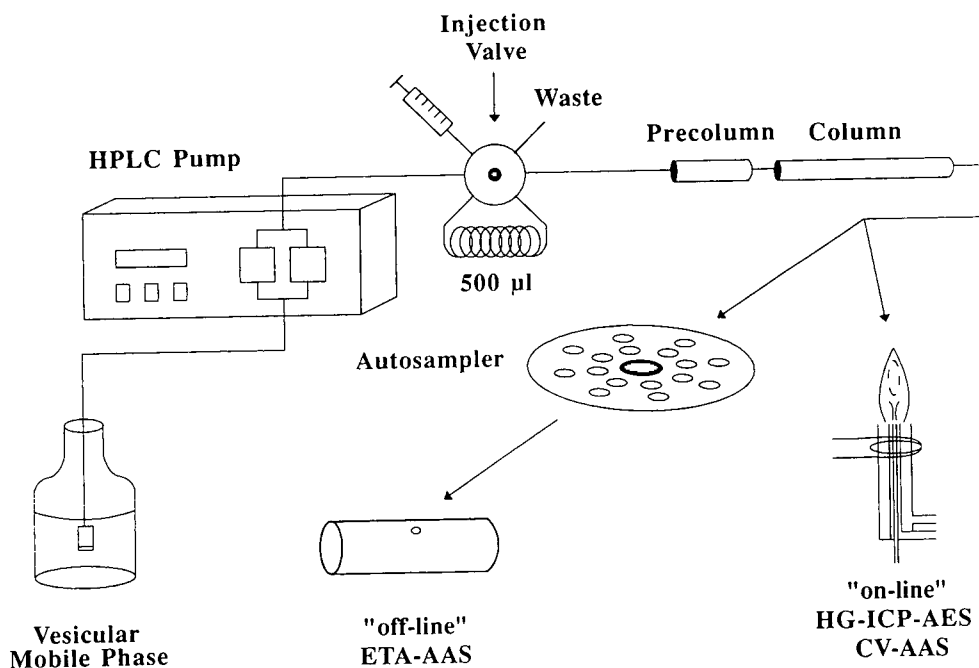 Injection
Valve
Waste
Precolumn
Column
HPLC Pump
500 µl
Autosampler
Vesicular
Mobile Phase
"off-line"
ETA-AAS
"on-line"
HG-ICP-AES
CV-AAS